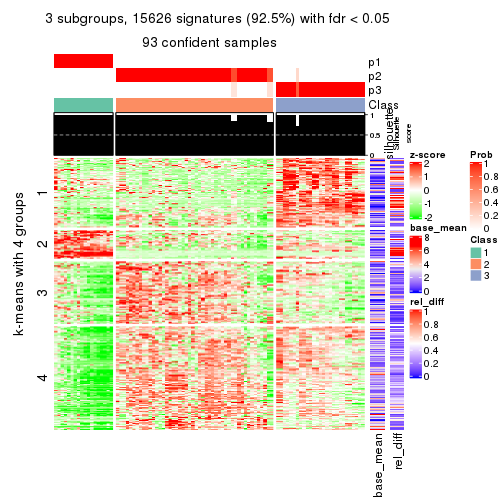 3 subgroups, 15626 signatures (92.5%) with fdr < 0.05
93 confident samples
p1
p2
p3
Class
1
0.5
0
silhouette
Silhouette
score
k-means with 4 groups
1
2
3
4
base_mean
rel_diff
z-score
2
1
0
-1
-2
base_mean
8
6
4
2
0
rel_diff
1
0.8
0.6
0.4
0.2
0
Prob
1
0.8
0.6
0.4
0.2
0
Class
1
2
3